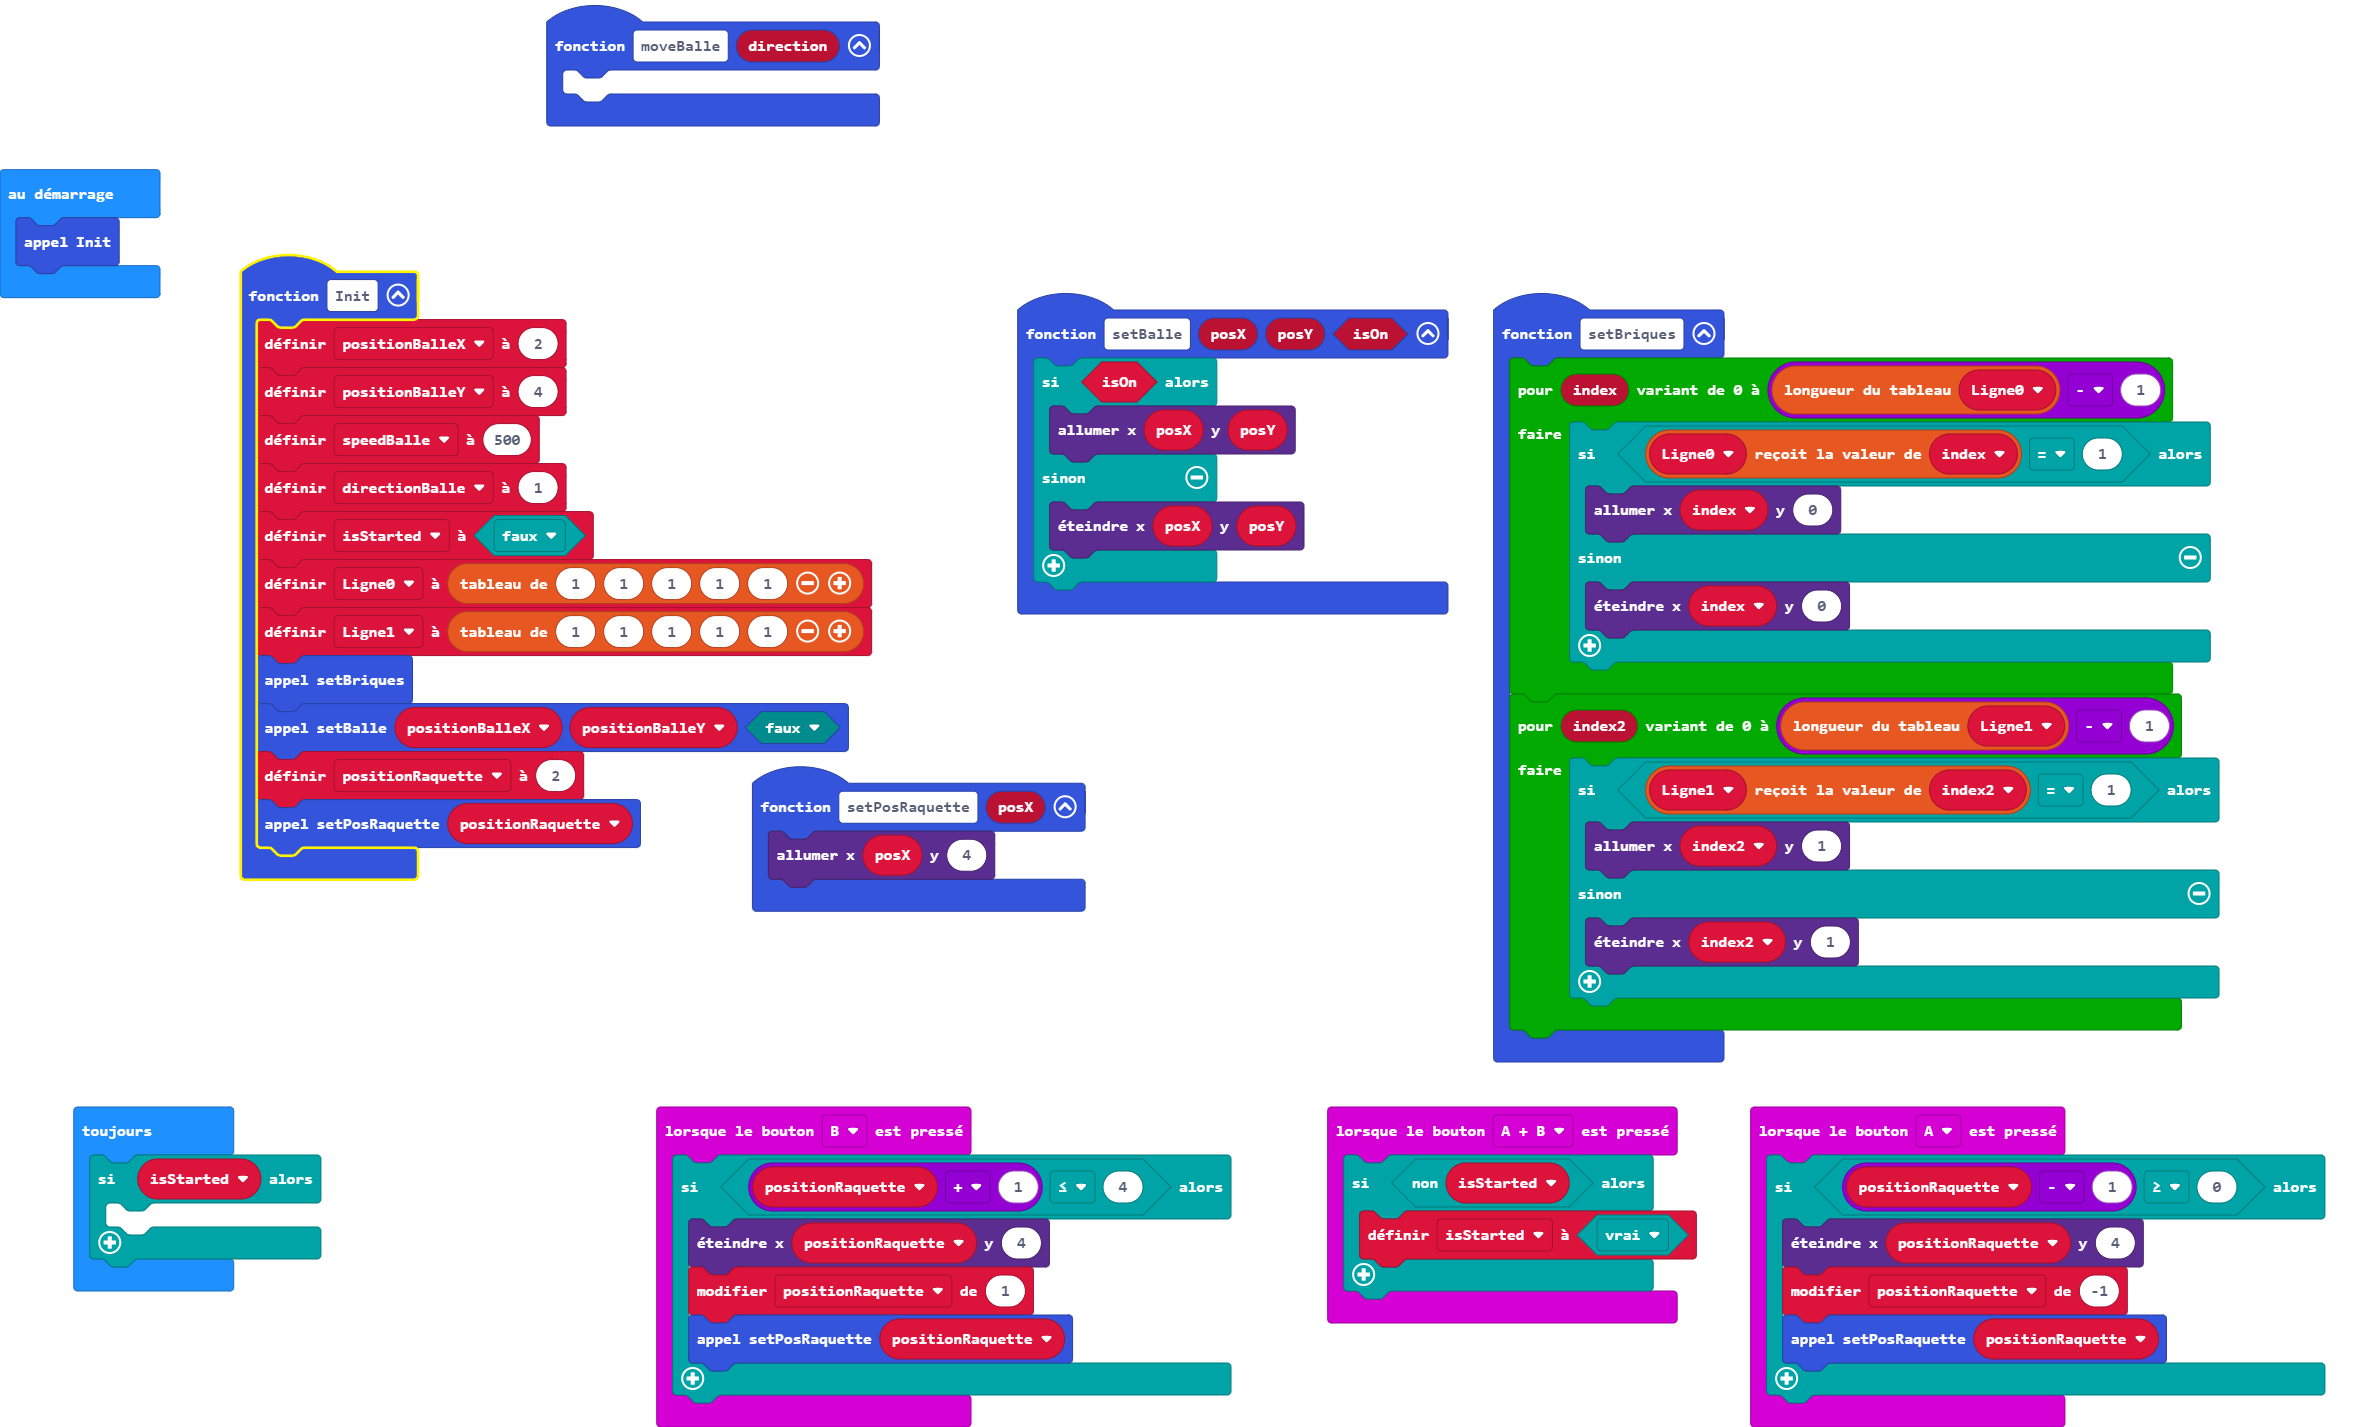 fonction moveBalle direction
au démarrage
appel Init
fonction Init
définir positionBalleX à 2
définir positionBalleY à 4
définir speedBalle à 500
définir directionBalle à 1
définir isStarted à faux
définir Ligne0 à tableau de 1 1 1 1 1
définir Ligne1 à tableau de 1 1 1 1 1
appel setBriques
appel setBalle positionBalleX positionBalleY faux
définir positionRaquette à 2
appel setPosRaquette positionRaquette
fonction setPosRaquette posX
allumer x posX y 4
fonction setBalle posX posY isOn
si isOn alors
allumer x posX y posY
sinon
éteindre x posX y posY
fonction setBriques
pour index variant de 0 à longueur du tableau Ligne0 - 1
faire
si Ligne0 reçoit la valeur de index = 1 alors
allumer x index y 0
sinon
éteindre x index y 0
pour index2 variant de 0 à longueur du tableau Ligne1 - 1
faire
si Ligne1 reçoit la valeur de index2 = 1 alors
allumer x index2 y 1
sinon
éteindre x index2 y 1
toujours
si isStarted alors
lorsque le bouton B est pressé
si positionRaquette + 1 ≤ 4 alors
éteindre x positionRaquette y 4
modifier positionRaquette de 1
appel setPosRaquette positionRaquette
lorsque le bouton A + B est pressé
si non isStarted alors
définir isStarted à vrai
lorsque le bouton A est pressé
si positionRaquette - 1 ≥ 0 alors
éteindre x positionRaquette y 4
modifier positionRaquette de -1
appel setPosRaquette positionRaquette